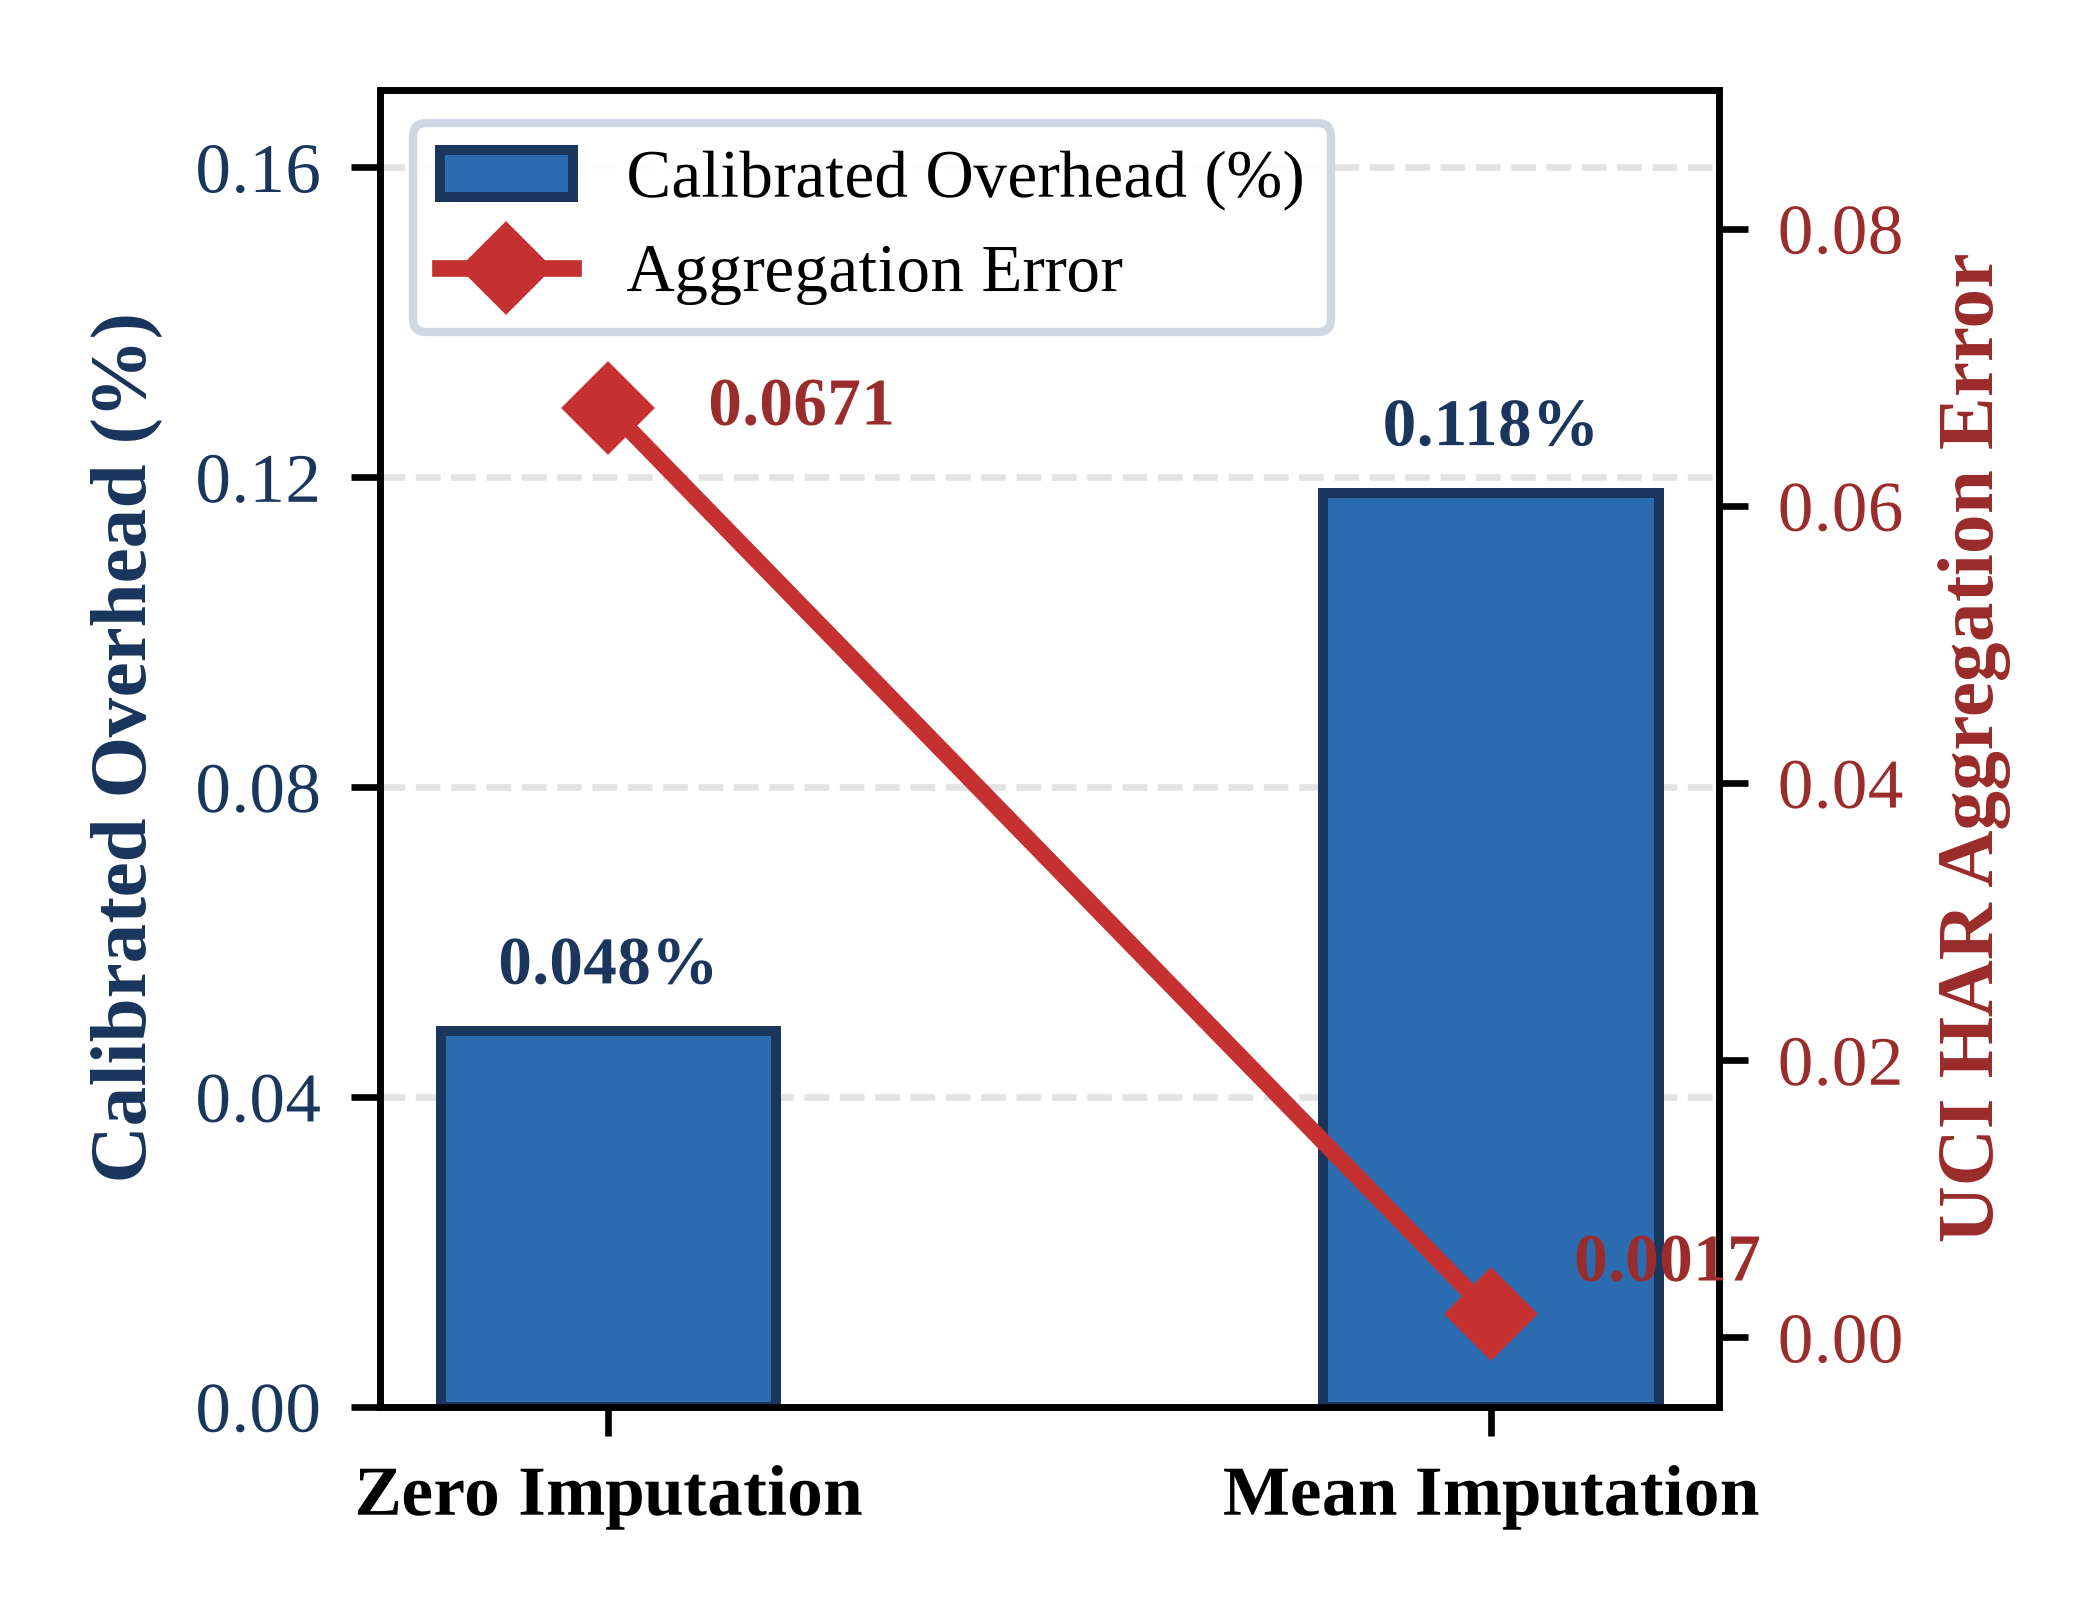 Calibrated Overhead (%)
Aggregation Error
Calibrated Overhead (%)
0.16
0.12
0.08
0.04
0.00
0.0671
0.118%
0.048%
0.0017
0.08
0.06
0.04
0.02
0.00
UCI HAR Aggregation Error
Zero Imputation
Mean Imputation